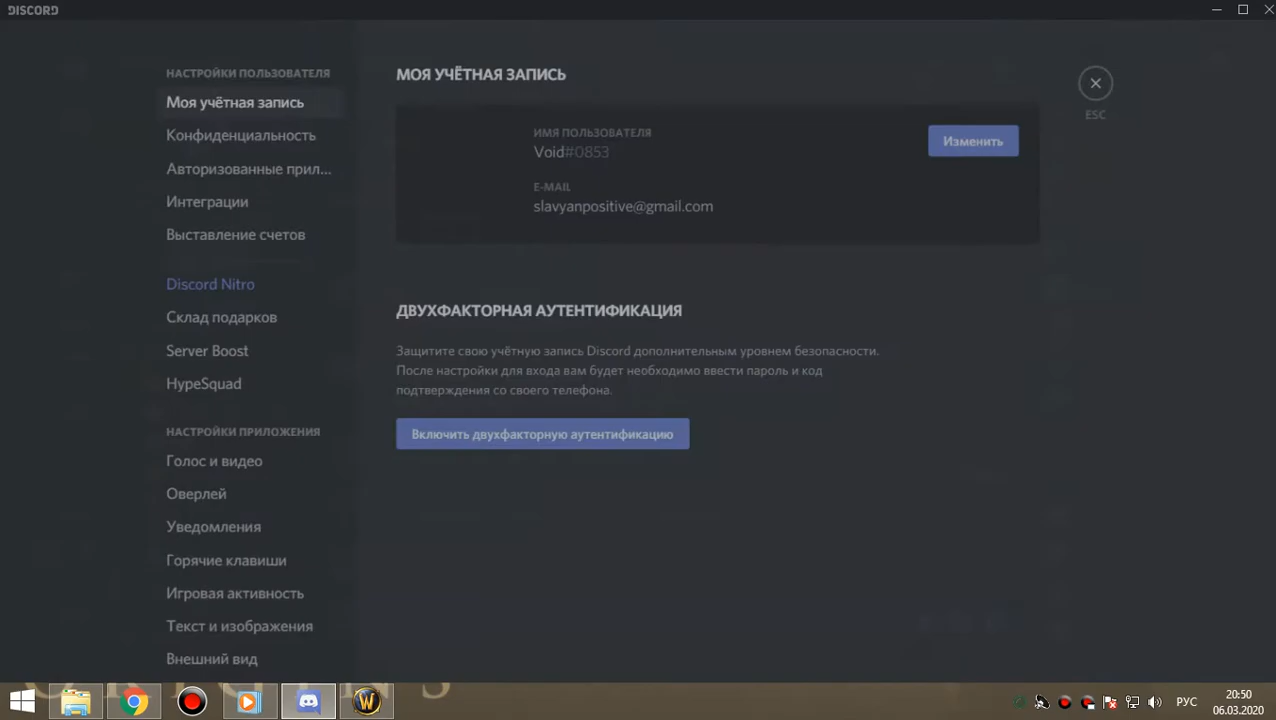 DISCORD
НАСТРОЙКИ ПОЛЬЗОВАТЕЛЯ
Моя учётная запись
Конфиденциальность
Авторизованные прил...
Интеграции
Выставление счетов
Discord Nitro
Склад подарков
Server Boost
HypeSquad
НАСТРОЙКИ ПРИЛОЖЕНИЯ
Голос и видео
Оверлей
Уведомления
Горячие клавиши
Игровая активность
Текст и изображения
Внешний вид
МОЯ УЧЁТНАЯ ЗАПИСЬ
ИМЯ ПОЛЬЗОВАТЕЛЯ
Void#0853
Изменить
E-MAIL
slavyanpositive@gmail.com
ESC
ДВУХФАКТОРНАЯ АУТЕНТИФИКАЦИЯ
Защитите свою учётную запись Discord дополнительным уровнем безопасности.
После настройки для входа вам будет необходимо ввести пароль и код
подтверждения со своего телефона.
Включить двухфакторную аутентификацию
РУС
20:50
06.03.2020